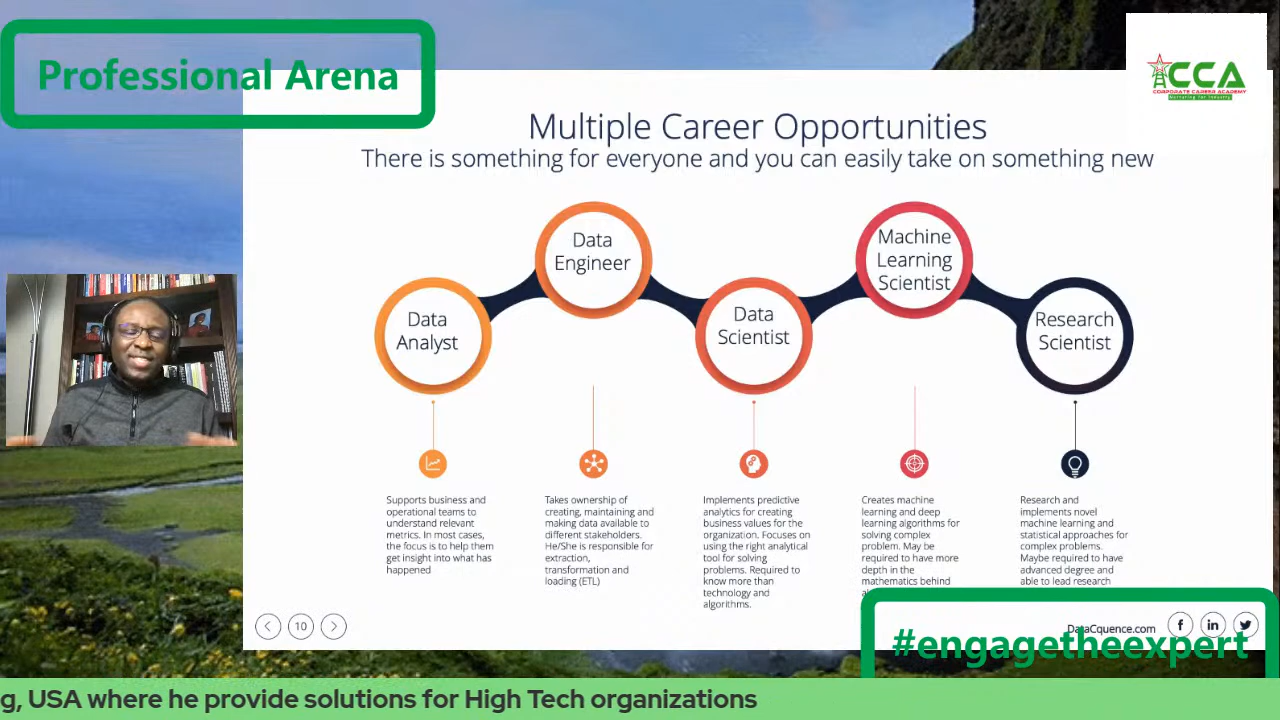 Professional Arena
CCA
CORPORATE CAREER ACADEMY
Nurturing for Industry
Multiple Career Opportunities
There is something for everyone and you can easily take on something new
Data
Analyst
Data
Engineer
Data
Scientist
Machine
Learning
Scientist
Research
Scientist
Supports business and
operational teams to
understand relevant
metrics. In most cases,
the focus is to help them
get insight into what has
happened
Takes ownership of
creating, maintaining and
making data available to
different stakeholders.
He/She is responsible for
extraction,
transformation and
loading (ETL)
Implements predictive
analytics for creating
business values for the
organization. Focuses on
using the right analytical
tool for solving
problems. Required to
know more than
technology and
algorithms.
Creates machine
learning and deep
learning algorithms for
solving complex
problem. May be
required to have more
depth in the
mathematics behind
Research and
implements novel
machine learning and
statistical approaches for
complex problems.
Maybe required to have
advanced degree and
able to lead research
10
DataCquence.com
#engagetheexpert
g, USA where he provide solutions for High Tech organizations